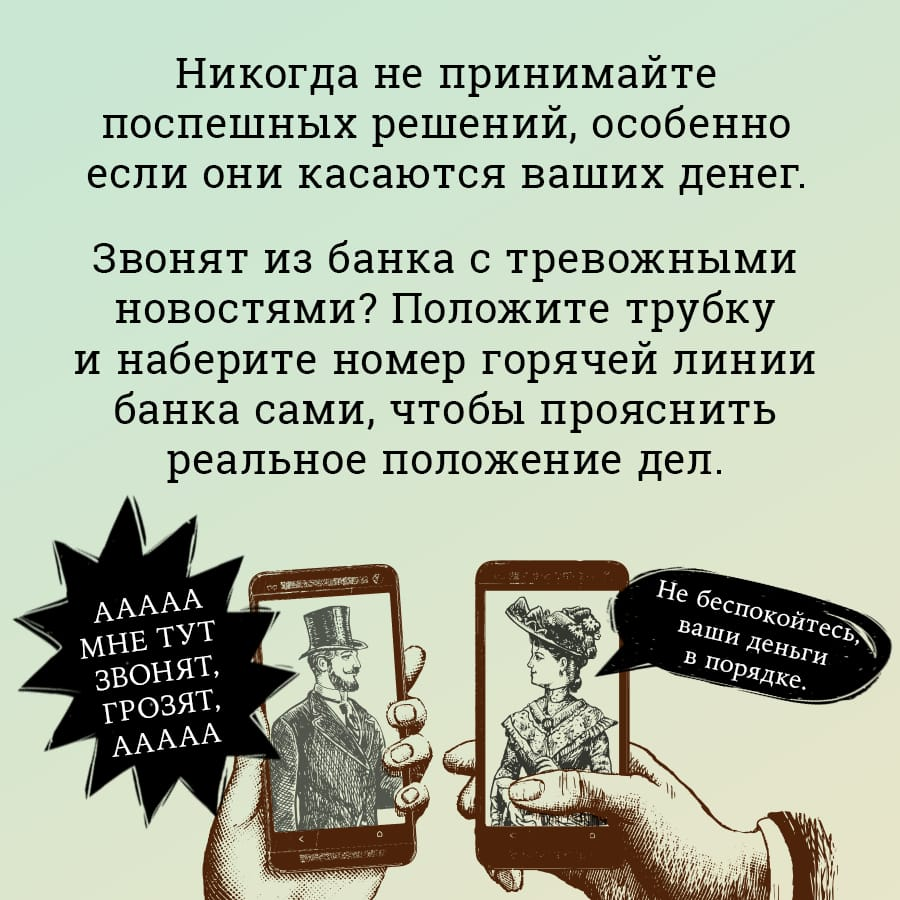 Никогда не принимайте
поспешных решений, особенно
если они касаются ваших денег.
Звонят из банка с тревожными
новостями? Положите трубку
и наберите номер горячей линии
банка сами, чтобы прояснить
реальное положение дел.
ААААА
МНЕ ТУТ
ЗВОНЯТ,
ГРОЗЯТ,
ААААА
Не беспокойтесь,
ваши деньги
в порядке.